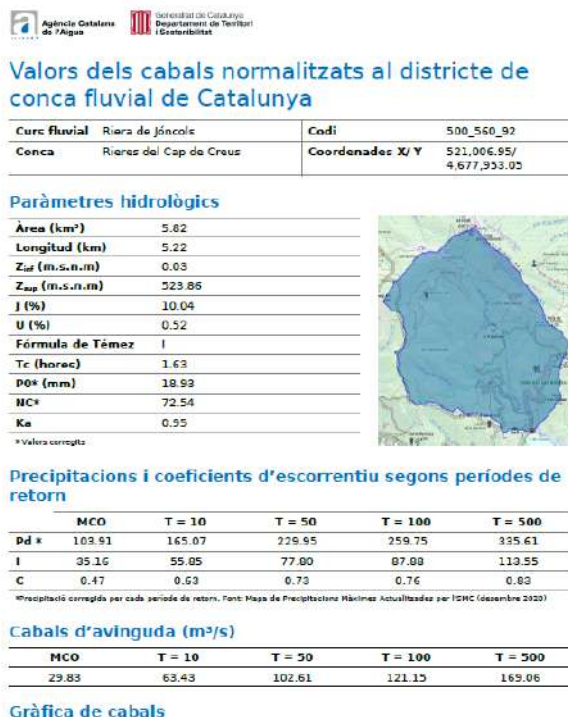 Agència Catalana
de l'Aigua
Generalitat de Catalunya
Departament de Territori
i Sostenibilitat
Valors dels cabals normalitzats al districte de
conca fluvial de Catalunya
Curs fluvial Riera de Jóncols Codi 500_560_92
Conca Rieres del Cap de Creus Coordenades X/Y 521,006.95/
4,677,953.05
Paràmetres hidrològics
Àrea (km²) 5.82
Longitud (km) 5.22
Zinf (m.s.n.m) 0.03
Zsup (m.s.n.m) 523.86
J (%) 10.04
U (%) 0.52
Fórmula de Témez I
Tc (hores) 1.63
P0* (mm) 18.93
NC* 72.54
Ka 0.95
* Valors corregits
Precipitacions i coeficients d'escorrentiu segons períodes de
retorn
MCO T = 10 T = 50 T = 100 T = 500
Pd * 103.91 165.07 229.95 259.75 335.61
I 35.16 55.85 77.80 87.88 113.55
C 0.47 0.63 0.73 0.76 0.83
*Precipitació corregida per cada periode de retorn. Font: Mapa de Precipitacions Màximes Actualitzades per l'SMC (desembre 2020)
Cabals d'avinguda (m³/s)
MCO T = 10 T = 50 T = 100 T = 500
29.83 63.43 102.61 121.15 169.06
Gràfica de cabals